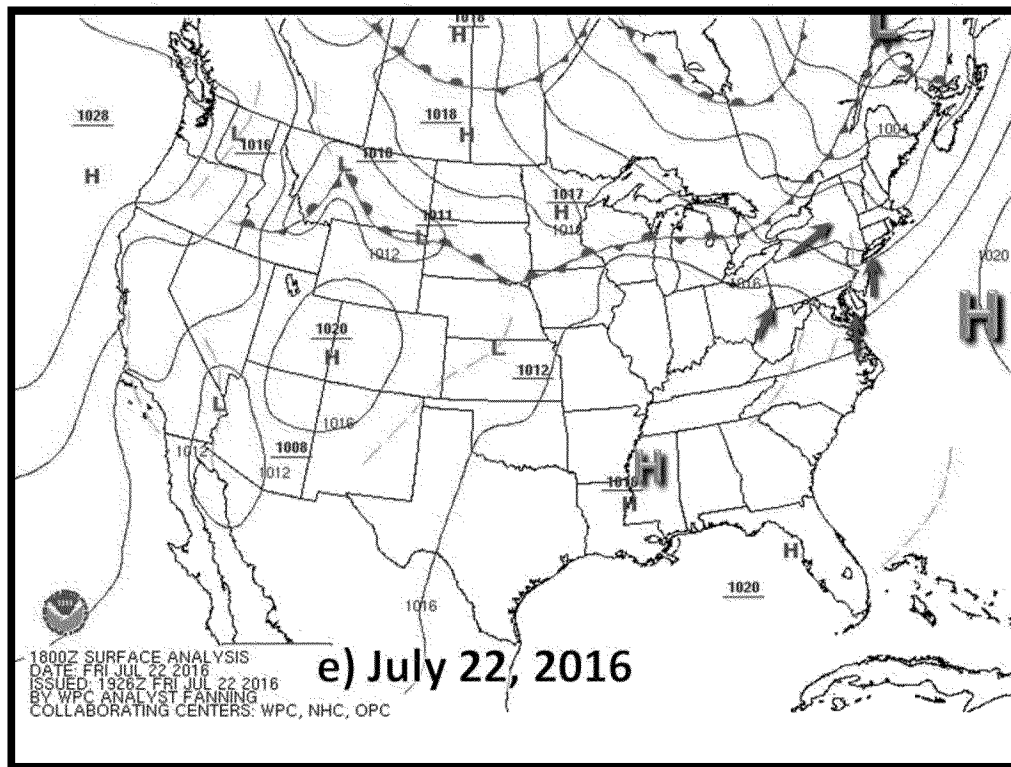 1018
H
L
1028
1018
H
1004
L
1016
H
L
1010
1017
H
1011
L
1012
1016
1020
1020
H
H
L
1012
L
1016
1012
1008
1012
H
1018
H
H
1020
1016
1800Z SURFACE ANALYSIS
DATE: FRI JUL 22 2016
ISSUED: 1926Z FRI JUL 22 2016
BY WPC ANALYST FANNING
COLLABORATING CENTERS: WPC, NHC, OPC
e) July 22, 2016